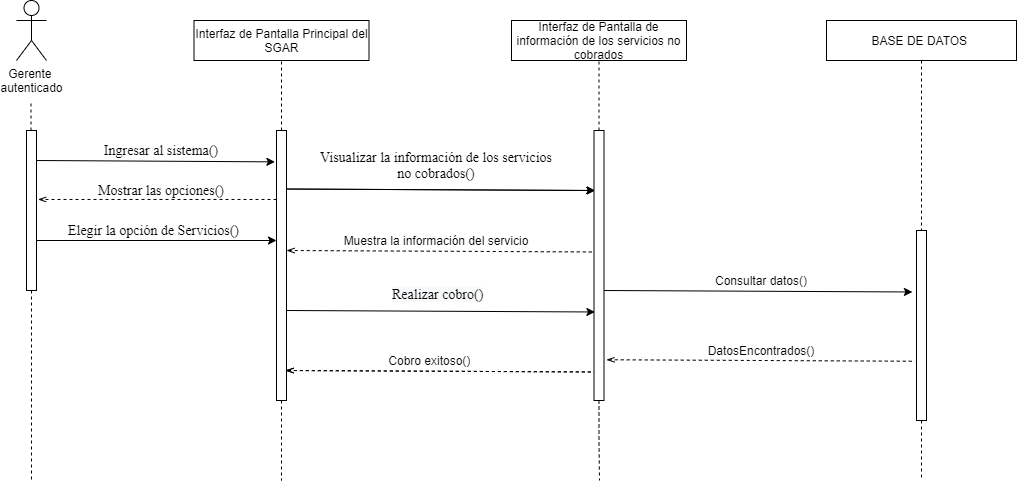 Gerente
autenticado
Interfaz de Pantalla Principal del
SGAR
Interfaz de Pantalla de
información de los servicios no
cobrados
BASE DE DATOS
Ingresar al sistema()
Visualizar la información de los servicios
no cobrados()
Mostrar las opciones()
Elegir la opción de Servicios()
Muestra la información del servicio
Consultar datos()
Realizar cobro()
DatosEncontrados()
Cobro exitoso()